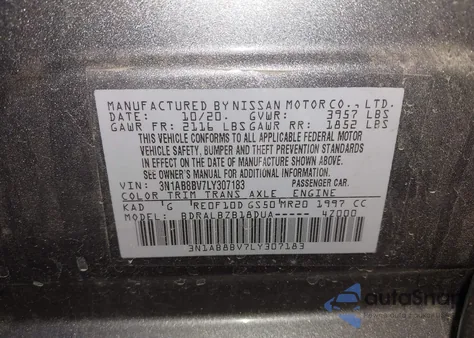 MANUFACTURED BY NISSAN MOTOR CO., LTD.
DATE: 10/20. GVWR: 3957 LBS
GAWR FR: 2116 LBS GAWR RR: 1852 LBS
THIS VEHICLE CONFORMS TO ALL APPLICABLE FEDERAL MOTOR
VEHICLE SAFETY, BUMPER AND THEFT PREVENTION STANDARDS
IN EFFECT ON THE DATE OF MANUFACTURE SHOWN ABOVE.
SEE OWNER'S MANUAL FOR ADDITIONAL INFORMATION.
VIN: 3N1AB8BV7LY307183 PASSENGER CAR.
COLOR TRIM TRANS AXLE ENGINE
KAD G RE0F10D GS50 MR20 1997 CC
MODEL: BDRALBZB18DUA----- 4Z000
3N1AB8BV7LY307183
autoSnap